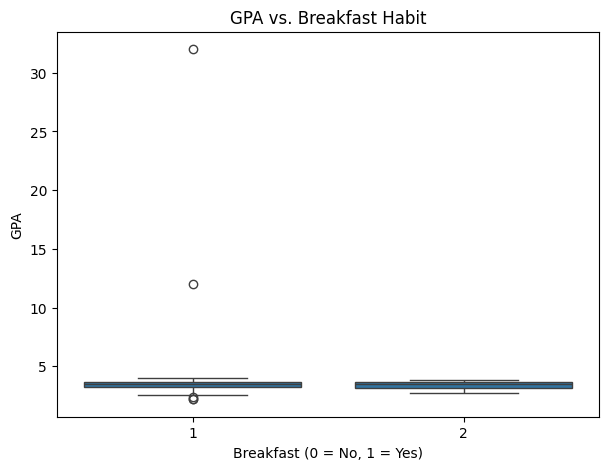 GPA vs. Breakfast Habit
30
25
20
15
10
5
GPA
1 2
Breakfast (0 = No, 1 = Yes)